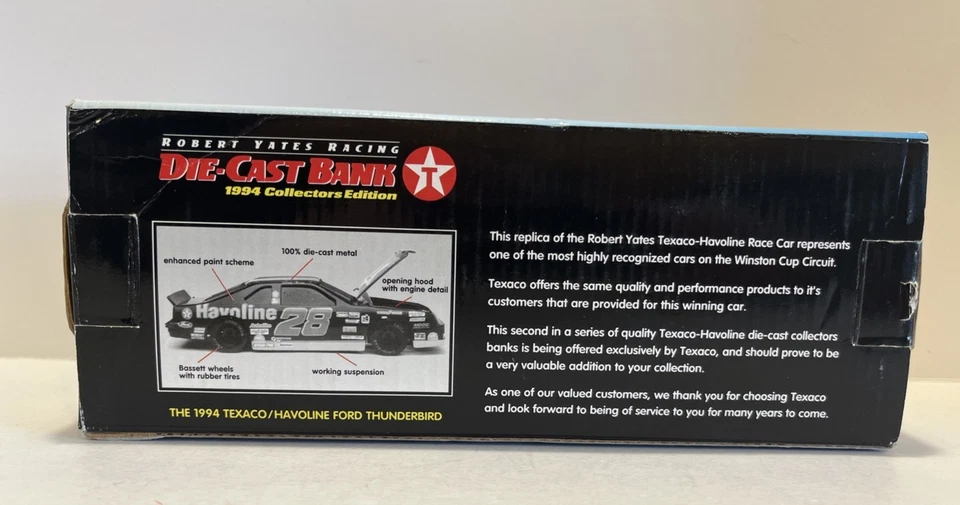 ROBERT YATES RACING
DIE-CAST BANK
1994 Collectors Edition
T
enhanced paint scheme
100% die-cast metal
opening hood
with engine detail
Havoline
28
Bassett wheels
with rubber tires
working suspension
THE 1994 TEXACO/HAVOLINE FORD THUNDERBIRD
This replica of the Robert Yates Texaco-Havoline Race Car represents
one of the most highly recognized cars on the Winston Cup Circuit.
Texaco offers the same quality and performance products to it's
customers that are provided for this winning car.
This second in a series of quality Texaco-Havoline die-cast collectors
banks is being offered exclusively by Texaco, and should prove to be
a very valuable addition to your collection.
As one of our valued customers, we thank you for choosing Texaco
and look forward to being of service to you for many years to come.